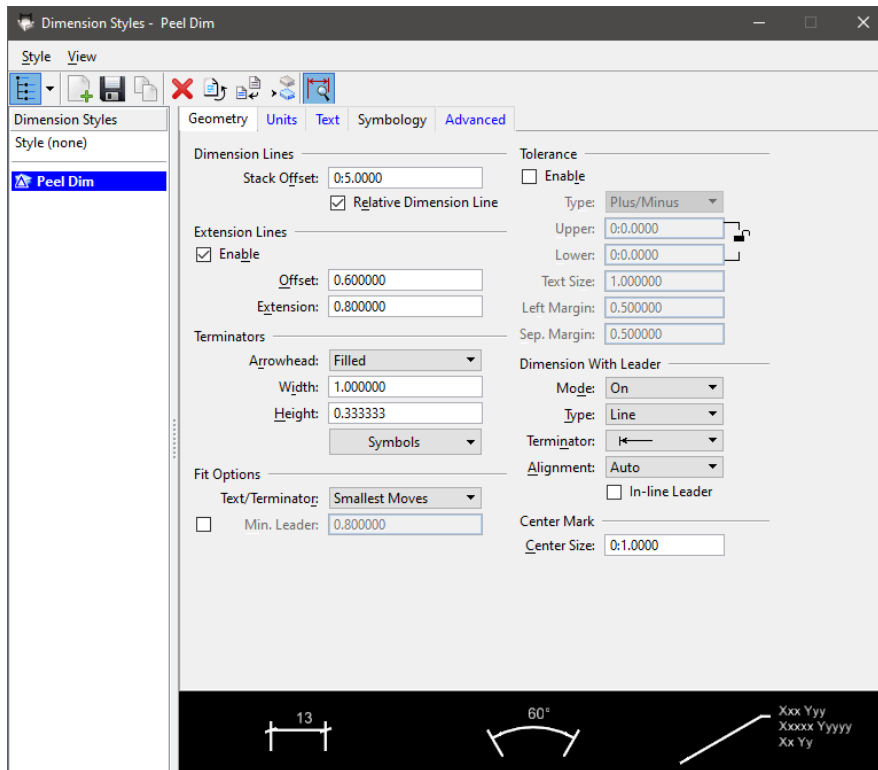 Dimension Styles - Peel Dim
Style View
Dimension Styles
Style (none)
Peel Dim
Geometry Units Text Symbology Advanced
Dimension Lines
Stack Offset: 0:5.0000
Relative Dimension Line
Extension Lines
Enable
Offset: 0.600000
Extension: 0.800000
Terminators
Arrowhead: Filled
Width: 1.000000
Height: 0.333333
Symbols
Fit Options
Text/Terminator: Smallest Moves
Min. Leader: 0.800000
Tolerance
Enable
Type: Plus/Minus
Upper: 0:0.0000
Lower: 0:0.0000
Text Size: 1.000000
Left Margin: 0.500000
Sep. Margin: 0.500000
Dimension With Leader
Mode: On
Type: Line
Terminator:
Alignment: Auto
In-line Leader
Center Mark
Center Size: 0:1.0000
13
60°
Xxx Yyy
Xxxxx Yyyyy
Xx Yy